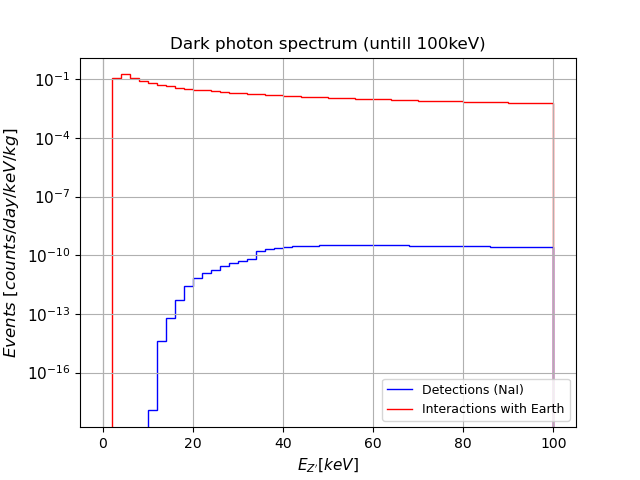 Dark photon spectrum (untill 100keV)
Events [counts/day/keV/kg]
10⁻¹
10⁻⁴
10⁻⁷
10⁻¹⁰
10⁻¹³
10⁻¹⁶
Detections (NaI)
Interactions with Earth
0 20 40 60 80 100
E_Z'[keV]